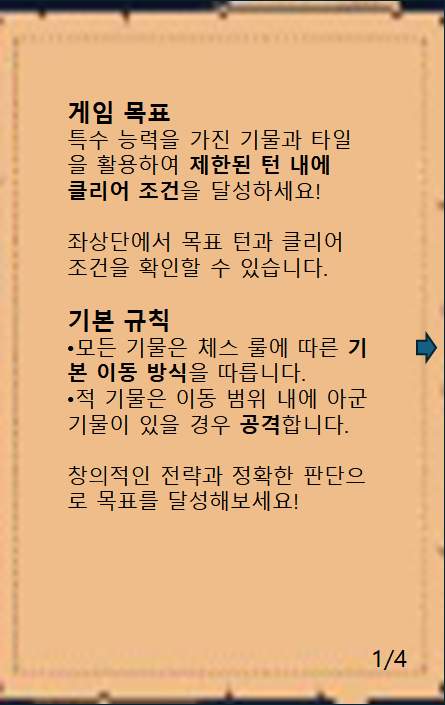 게임 목표
특수 능력을 가진 기물과 타일
을 활용하여 제한된 턴 내에
클리어 조건을 달성하세요!
좌상단에서 목표 턴과 클리어
조건을 확인할 수 있습니다.
기본 규칙
•모든 기물은 체스 룰에 따른 기
본 이동 방식을 따릅니다.
•적 기물은 이동 범위 내에 아군
기물이 있을 경우 공격합니다.
창의적인 전략과 정확한 판단으
로 목표를 달성해보세요!
1/4